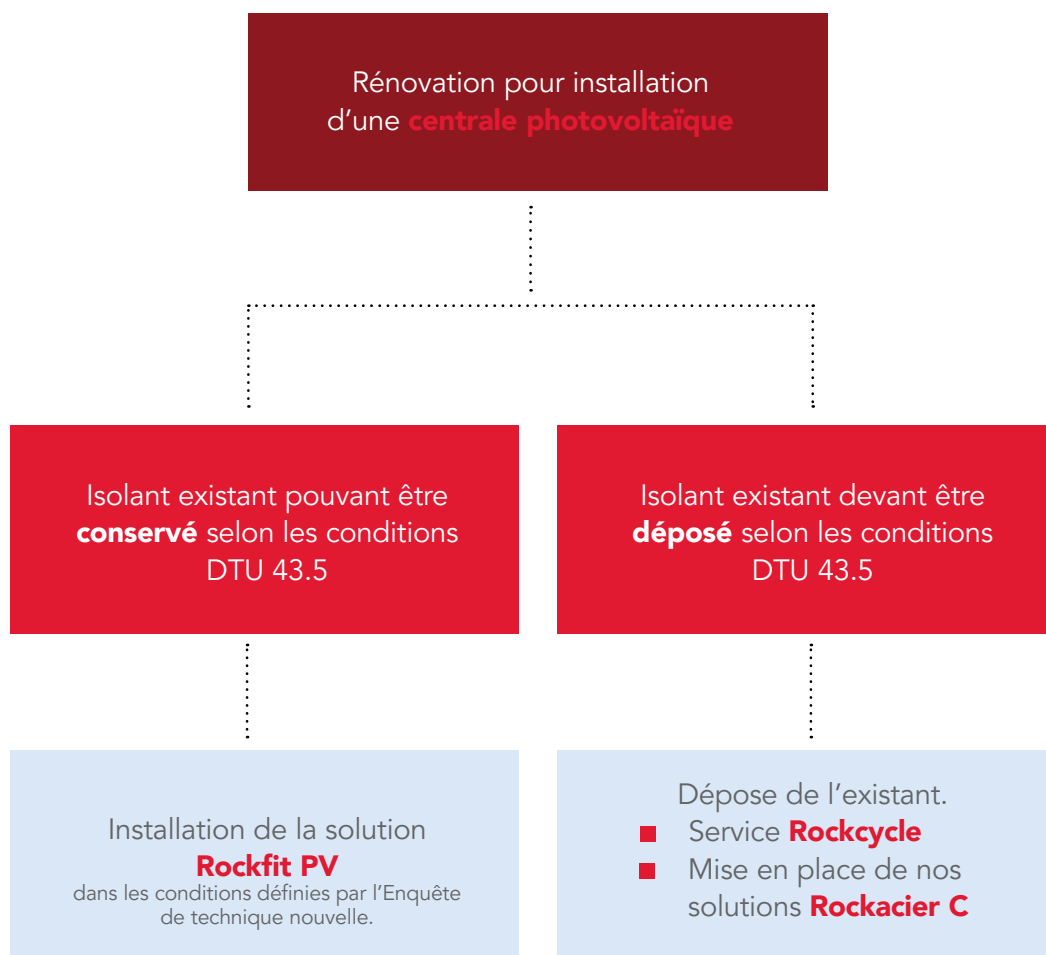 Rénovation pour installation
d’une centrale photovoltaïque
Isolant existant pouvant être
conservé selon les conditions
DTU 43.5
Isolant existant devant être
déposé selon les conditions
DTU 43.5
Installation de la solution
Rockfit PV
dans les conditions définies par l’Enquête
de technique nouvelle.
Dépose de l’existant.
Service Rockcycle
Mise en place de nos
solutions Rockacier C